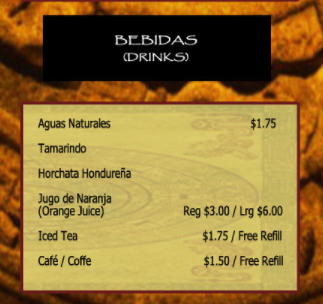 BEBIDAS
(DRINKS)
Aguas Naturales $1.75
Tamarindo
Horchata Hondureña
Jugo de Naranja
(Orange Juice) Reg $3.00 / Lrg $6.00
Iced Tea $1.75 / Free Refill
Café / Coffe $1.50 / Free Refill